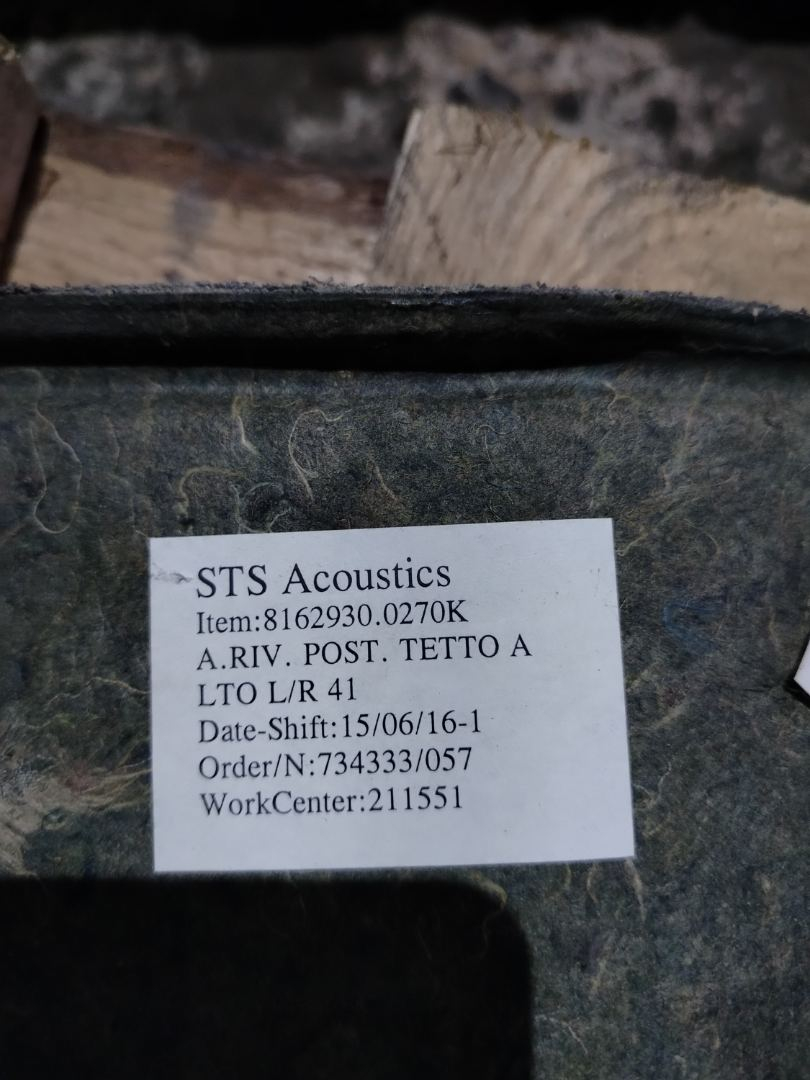 STS Acoustics
Item:8162930.0270K
A.RIV. POST. TETTO A
LTO L/R 41
Date-Shift:15/06/16-1
Order/N:734333/057
WorkCenter:211551